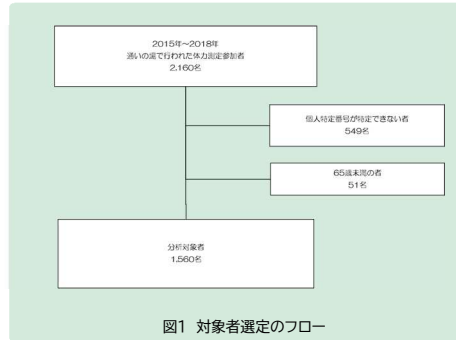 2015年～2018年
通いの場で行われた体力測定参加者
2,160名
個人特定番号が特定できない者
549名
65歳未満の者
51名
分析対象者
1,560名
図1 対象者選定のフロー